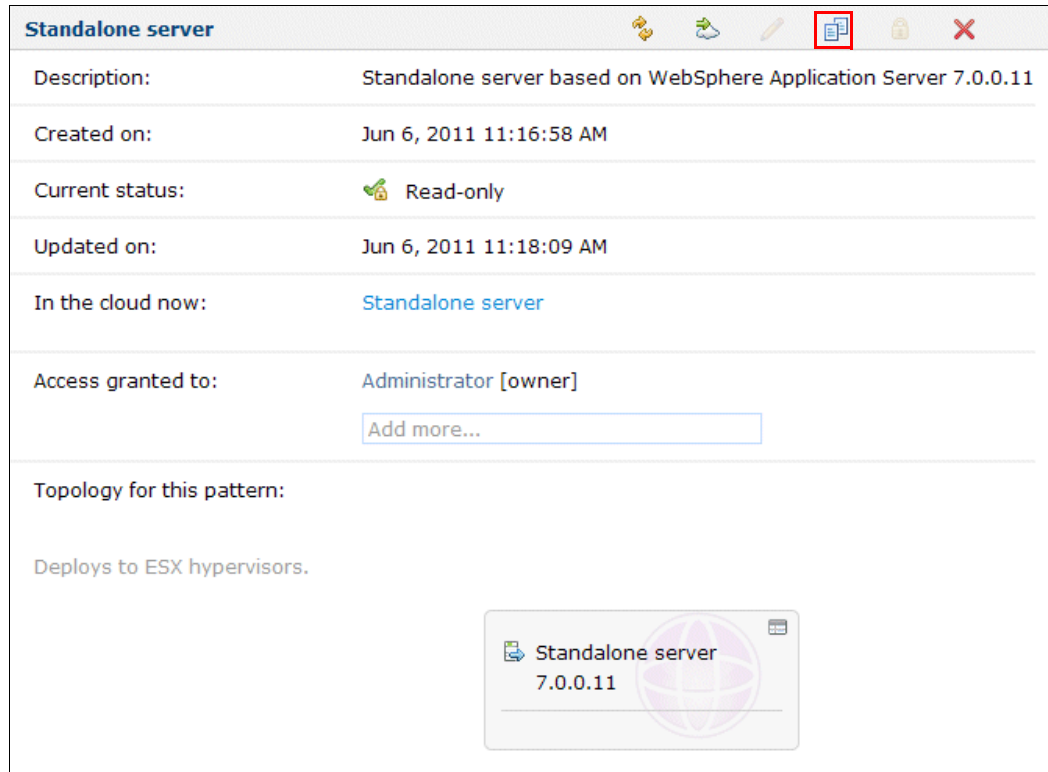 Standalone server
Description: Standalone server based on WebSphere Application Server 7.0.0.11
Created on: Jun 6, 2011 11:16:58 AM
Current status: Read-only
Updated on: Jun 6, 2011 11:18:09 AM
In the cloud now: Standalone server
Access granted to: Administrator [owner]
Add more...
Topology for this pattern:
Deploys to ESX hypervisors.
Standalone server
7.0.0.11